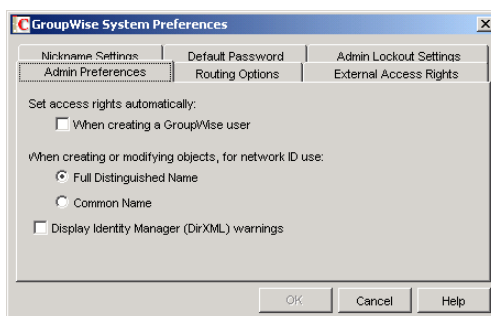 GroupWise System Preferences
Nickname Settings
Default Password
Admin Lockout Settings
Admin Preferences
Routing Options
External Access Rights
Set access rights automatically:
When creating a GroupWise user
When creating or modifying objects, for network ID use:
Full Distinguished Name
Common Name
Display Identity Manager (DirXML) warnings
OK
Cancel
Help